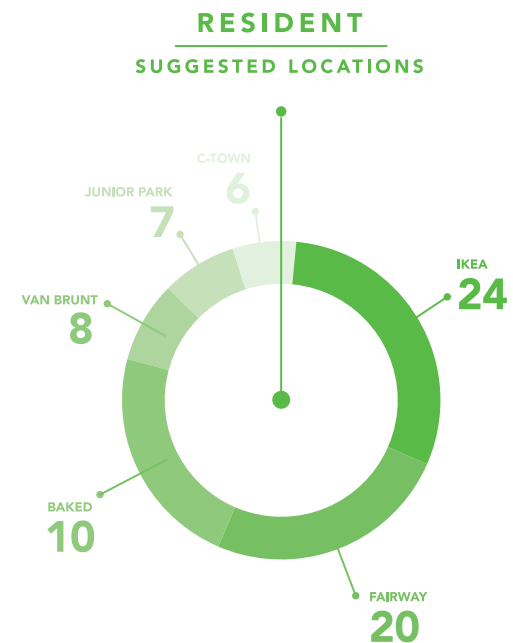 RESIDENT
SUGGESTED LOCATIONS
C-TOWN
6
JUNIOR PARK
7
IKEA
24
VAN BRUNT
8
BAKED
10
FAIRWAY
20